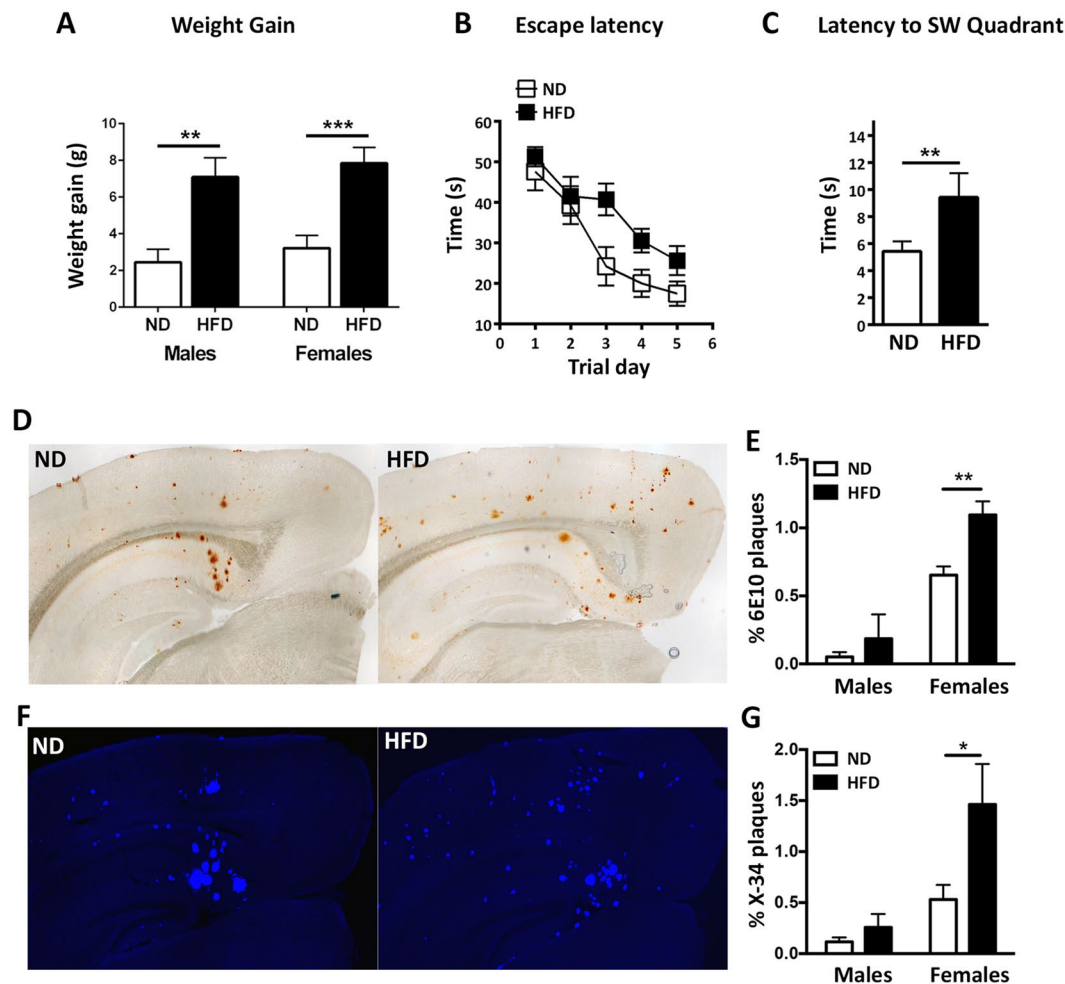 A Weight Gain
Weight gain (g)
10
8
6
4
2
0
** ***
ND HFD ND HFD
Males Females
B Escape latency
ND
HFD
Time (s)
60
50
40
30
20
10
0 1 2 3 4 5 6
Trial day
C Latency to SW Quadrant
Time (s)
14
12
10
8
6
4
2
0
**
ND HFD
D
ND HFD
E
% 6E10 plaques
1.5
1.0
0.5
0.0
ND
HFD
**
Males Females
F
ND HFD
G
% X-34 plaques
2.0
1.5
1.0
0.5
0.0
ND
HFD
*
Males Females